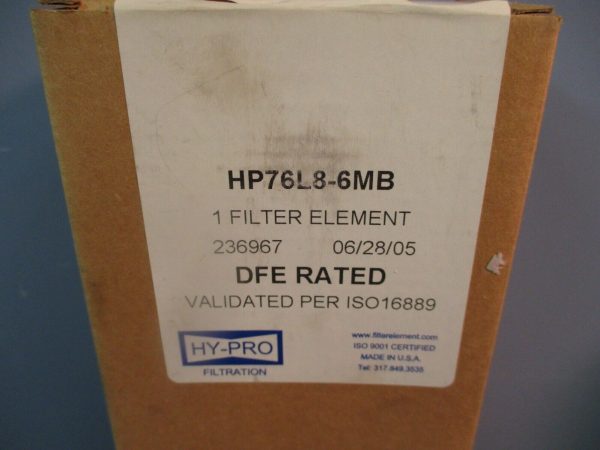 HP76L8-6MB
1 FILTER ELEMENT
236967 06/28/05
DFE RATED
VALIDATED PER ISO16889
HY-PRO
FILTRATION
www.filterelement.com
ISO 9001 CERTIFIED
MADE IN U.S.A.
Tel: 317.849.3535